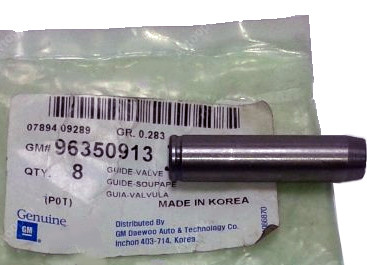 07894 09289 GR. 0.283
GM# 96350913
QTY. 8 GUIDE-VALVE
GUIDE-SOUPAPE
GUIA-VALVULA
(P0T) MADE IN KOREA
Genuine
GM
Distributed By
GM Daewoo Auto & Technology Co.
Inchon 403-714, Korea